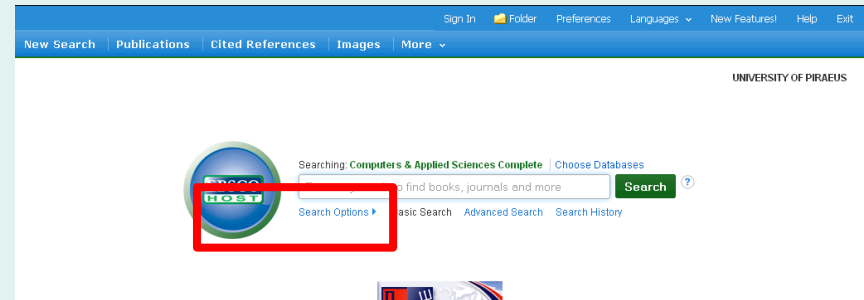 Sign In Folder Preferences Languages New Features! Help Exit
New Search Publications Cited References Images More
UNIVERSITY OF PIRAEUS
Searching: Computers & Applied Sciences Complete Choose Databases
to find books, journals and more Search ?
HOST
Search Options Basic Search Advanced Search Search History